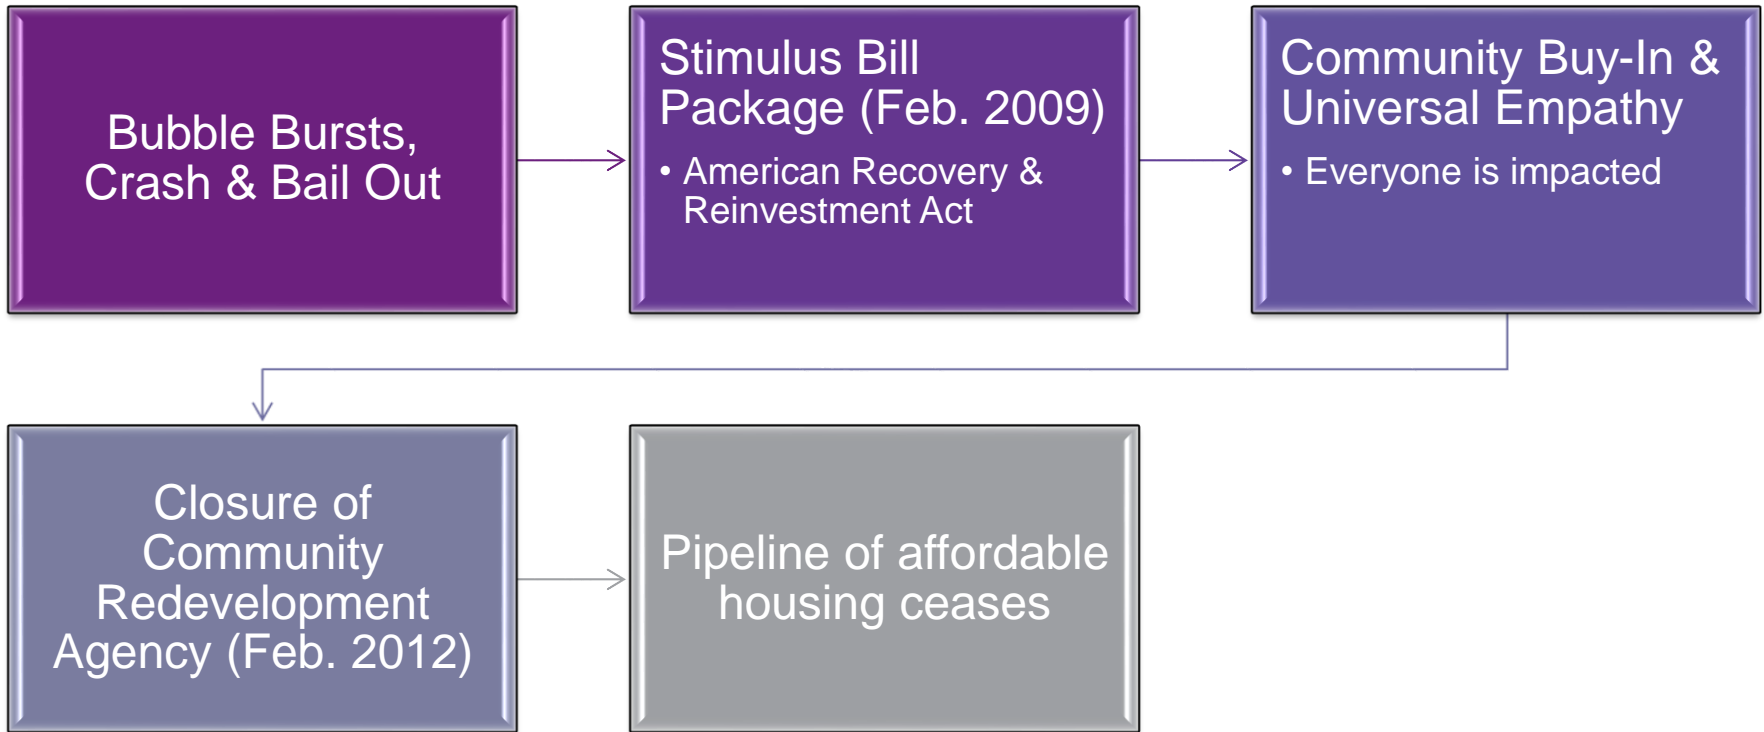 Bubble Bursts,
Crash & Bail Out
Stimulus Bill
Package (Feb. 2009)
• American Recovery &
Reinvestment Act
Community Buy-In &
Universal Empathy
• Everyone is impacted
Closure of
Community
Redevelopment
Agency (Feb. 2012)
Pipeline of affordable
housing ceases